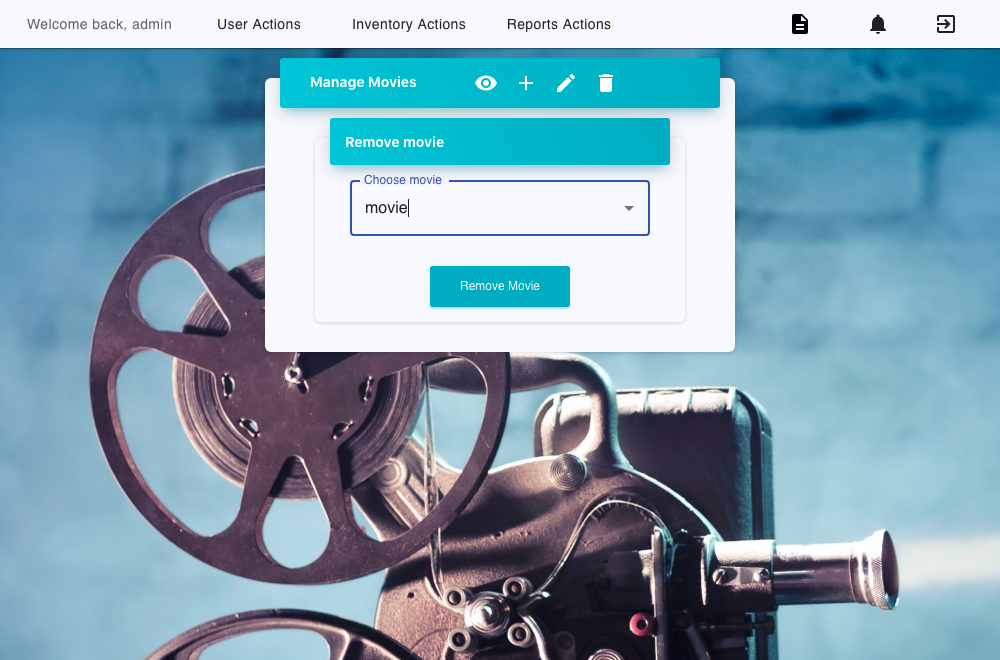 Welcome back, admin
User Actions
Inventory Actions
Reports Actions
Manage Movies
Remove movie
Choose movie
movie
Remove Movie